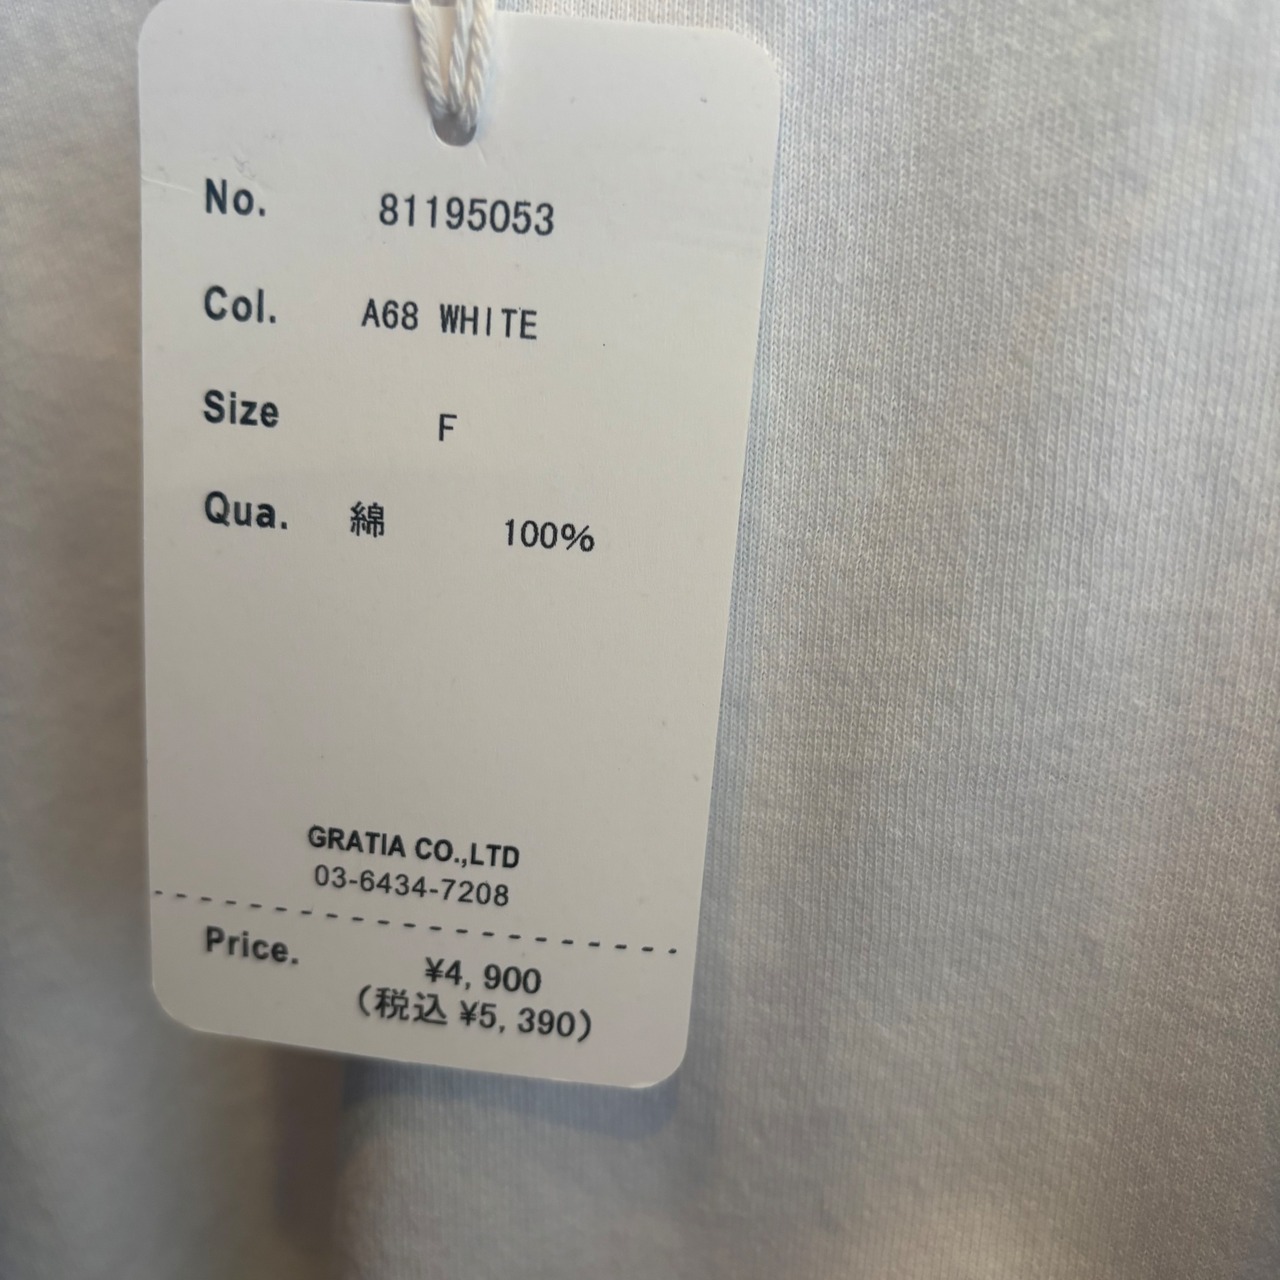 No. 81195053
Col. A68 WHITE
Size F
Qua. 綿 100%
GRATIA CO.,LTD
03-6434-7208
Price. ¥4,900
(税込 ¥5,390)